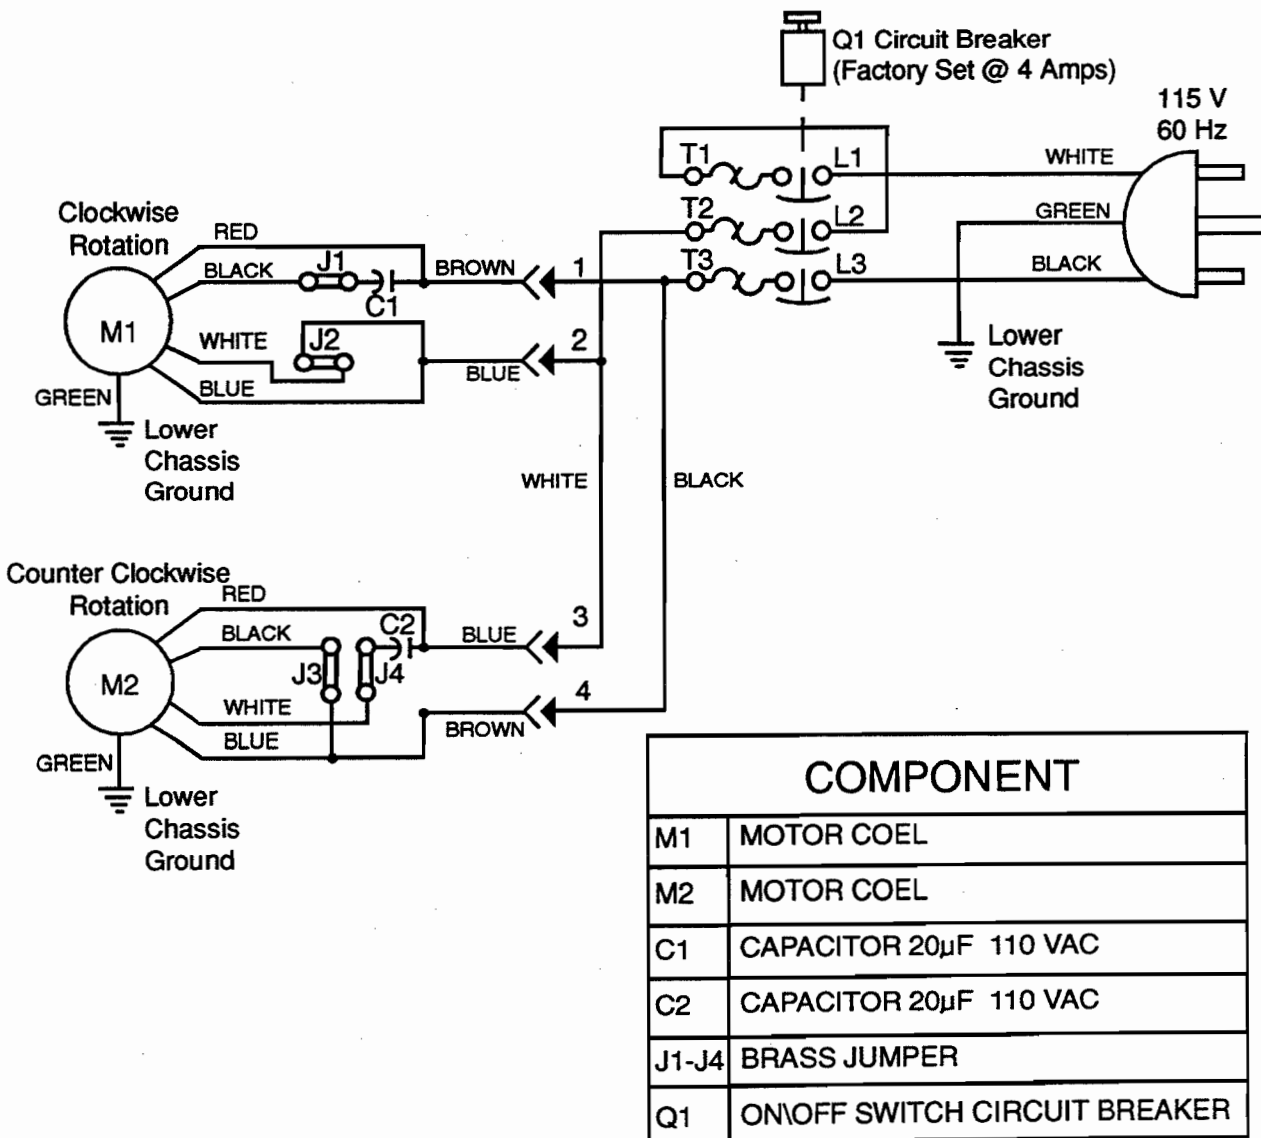 Q1 Circuit Breaker
(Factory Set @ 4 Amps)
115 V
60 Hz
T1
L1
WHITE
T2
L2
GREEN
T3
L3
BLACK
Lower
Chassis
Ground
Clockwise
Rotation
RED
BLACK
J1
C1
BROWN
1
M1
WHITE
J2
2
BLUE
BLUE
GREEN
Lower
Chassis
Ground
WHITE
BLACK
Counter Clockwise
Rotation
RED
BLACK
C2
BLUE
3
J3
J4
M2
WHITE
4
BROWN
BLUE
GREEN
Lower
Chassis
Ground
COMPONENT
M1 MOTOR COEL
M2 MOTOR COEL
C1 CAPACITOR 20µF 110 VAC
C2 CAPACITOR 20µF 110 VAC
J1-J4 BRASS JUMPER
Q1 ON\OFF SWITCH CIRCUIT BREAKER